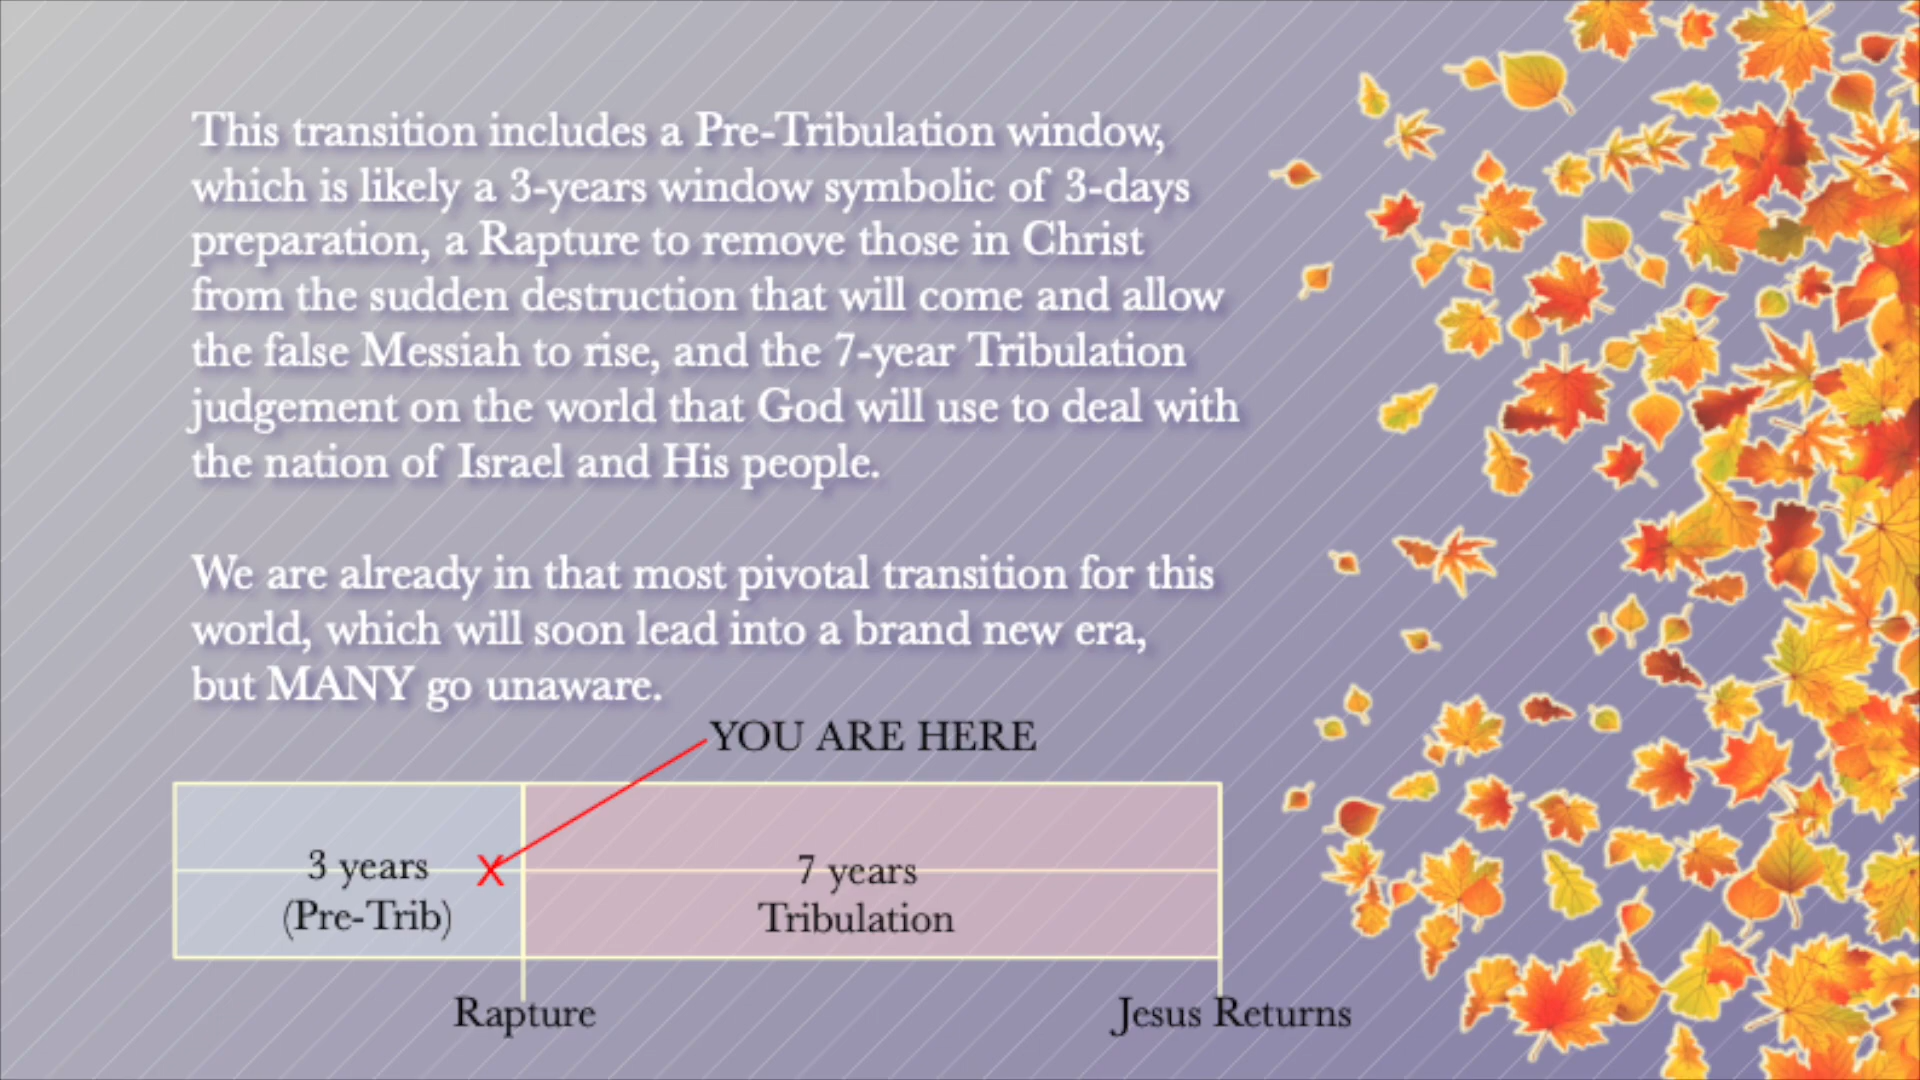 This transition includes a Pre-Tribulation window,
which is likely a 3-years window symbolic of 3-days
preparation, a Rapture to remove those in Christ
from the sudden destruction that will come and allow
the false Messiah to rise, and the 7-year Tribulation
judgement on the world that God will use to deal with
the nation of Israel and His people.
We are already in that most pivotal transition for this
world, which will soon lead into a brand new era,
but MANY go unaware.
YOU ARE HERE
3 years
(Pre-Trib)
X
7 years
Tribulation
Rapture
Jesus Returns